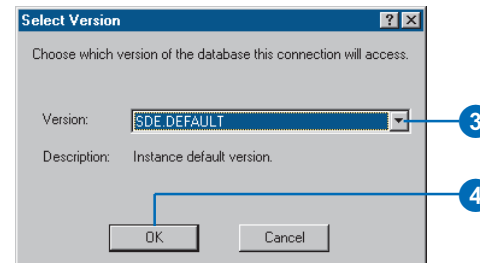 Select Version
Choose which version of the database this connection will access.
Version: SDE.DEFAULT
3
Description: Instance default version.
4
OK Cancel